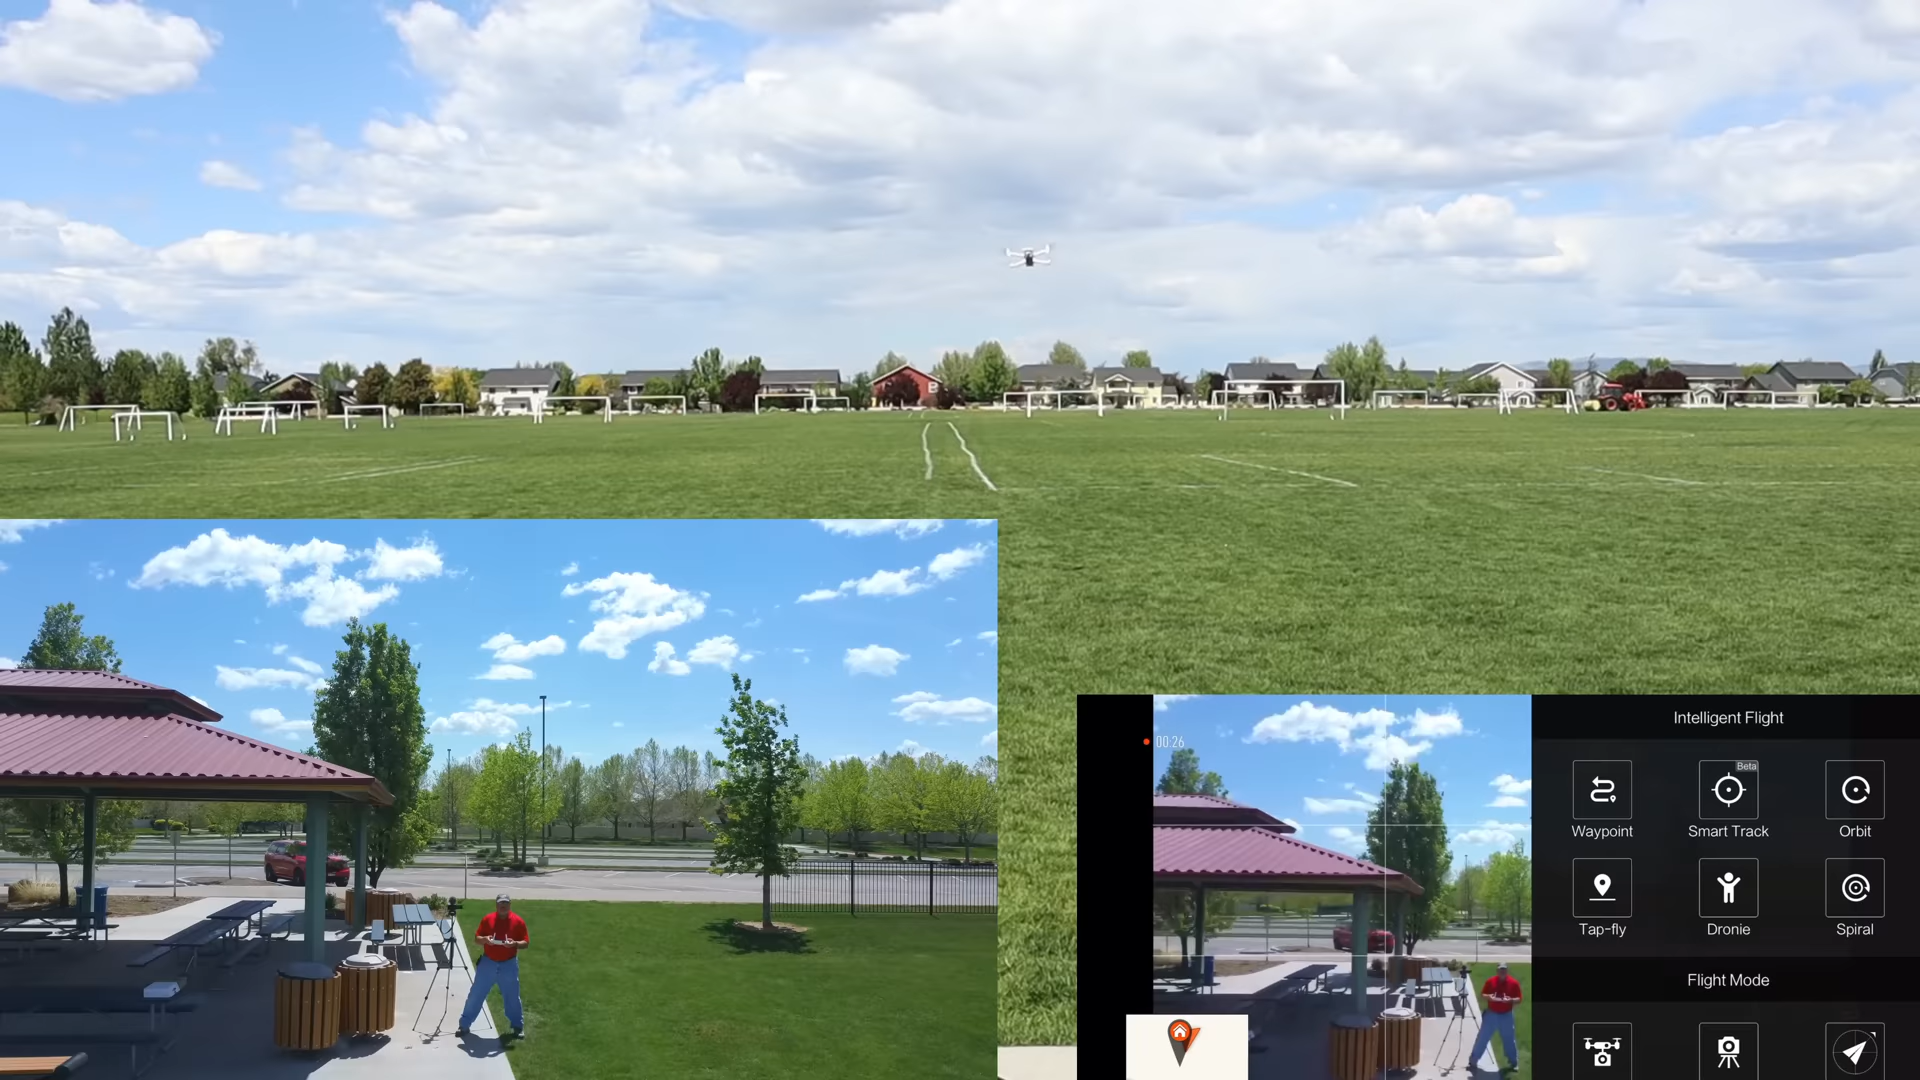 00:26
Intelligent Flight
Beta
Waypoint
Smart Track
Orbit
Tap-fly
Dronie
Spiral
Flight Mode